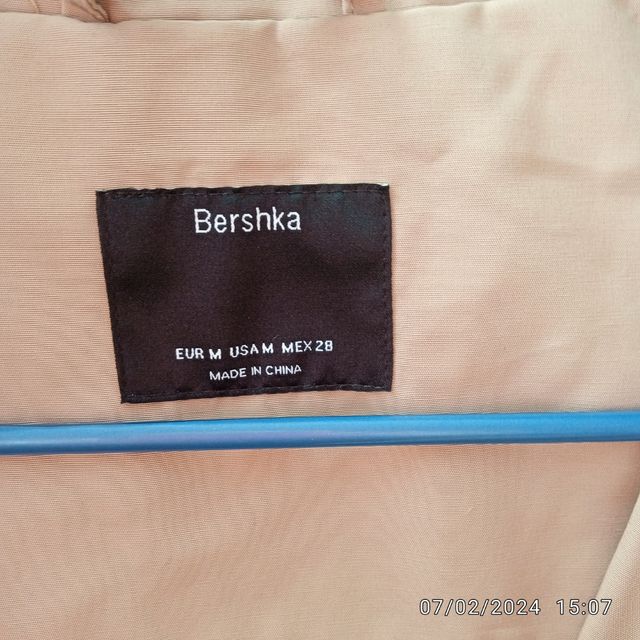 Bershka
EUR M USA M MEX 28
MADE IN CHINA
07/02/2024 15:07